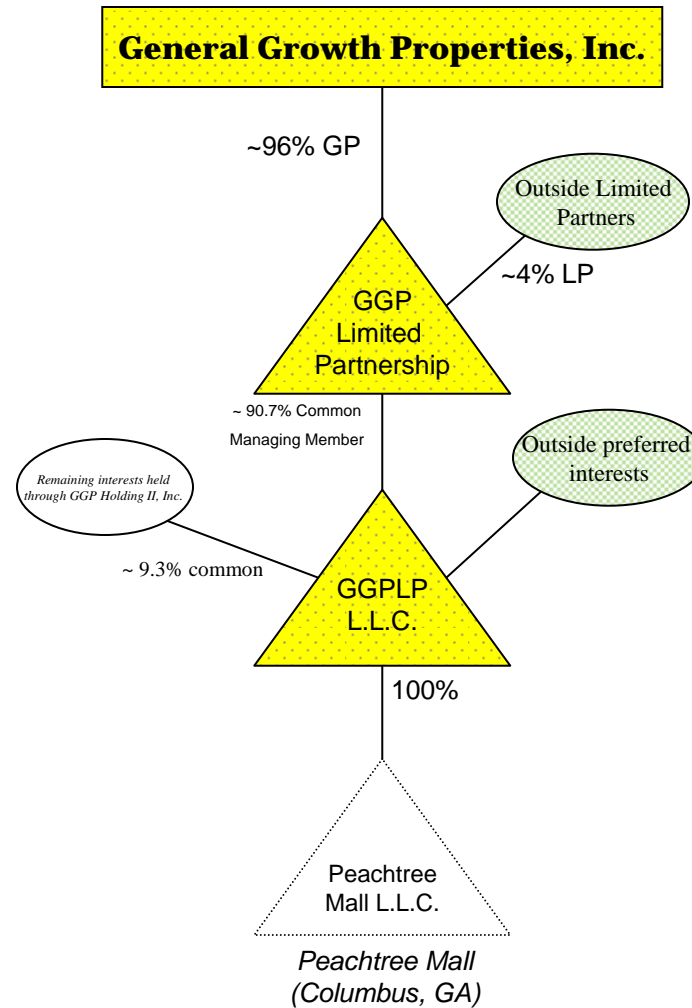 General Growth Properties, Inc.
~96% GP
Outside Limited
Partners
~4% LP
GGP
Limited
Partnership
~ 90.7% Common
Managing Member
Outside preferred
interests
Remaining interests held
through GGP Holding II, Inc.
~ 9.3% common
GGPLP
L.L.C.
100%
Peachtree
Mall L.L.C.
Peachtree Mall
(Columbus, GA)